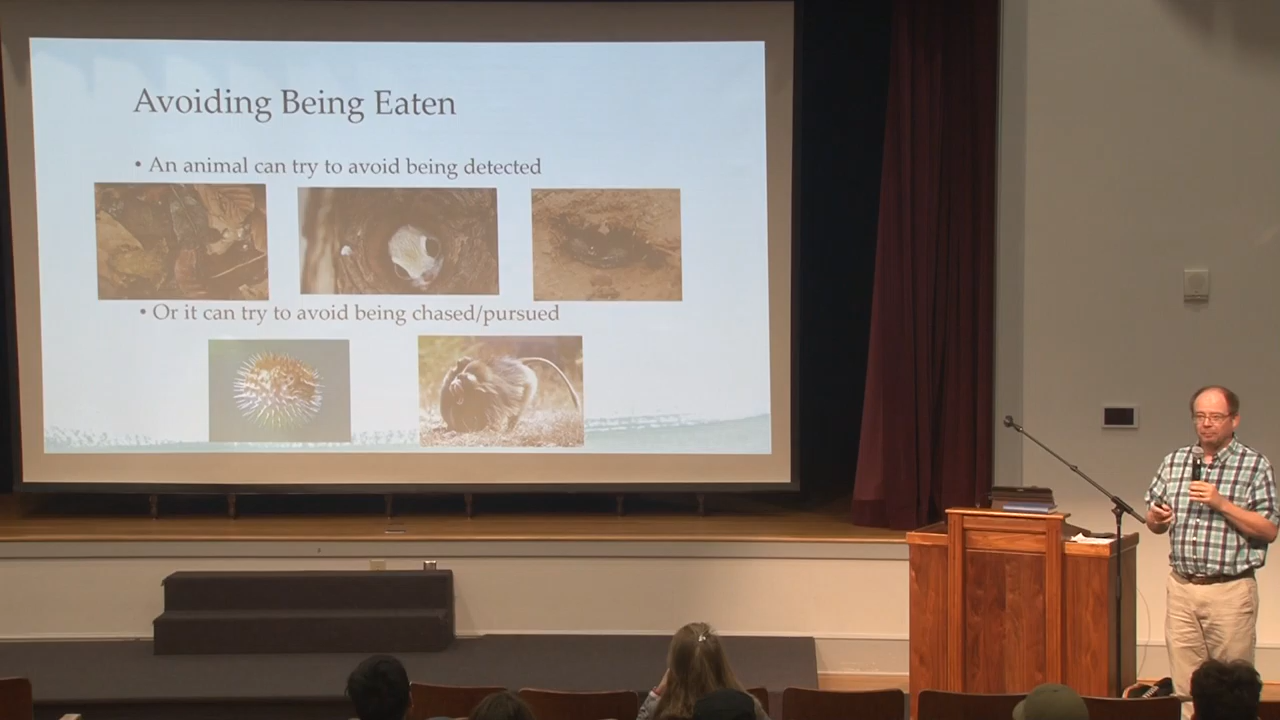 Avoiding Being Eaten
• An animal can try to avoid being detected
• Or it can try to avoid being chased/pursued